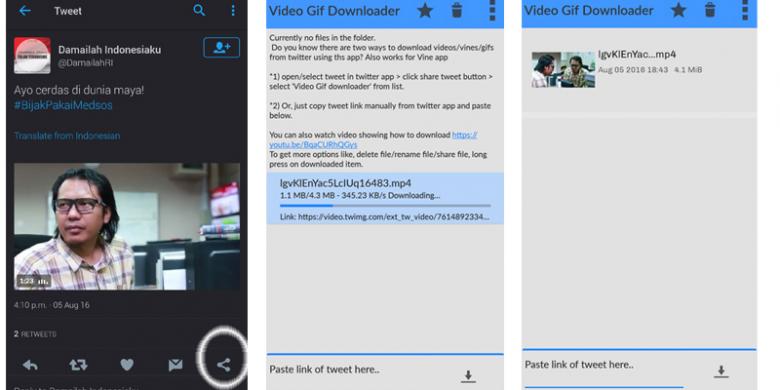 Tweet
Damailah Indonesiaku
@DamailahRI
Ayo cerdas di dunia maya!
#BijakPakaiMedsos
Translate from Indonesian
1:23
4:10 p.m. · 05 Aug 16
2 RETWEETS
Video Gif Downloader
Currently no files in the folder.
Do you know there are two ways to download videos/vines/gifs
from twitter using ths app? Also works for Vine app
*1) open/select tweet in twitter app > click share tweet button >
select 'Video Gif downloader' from list.
*2) Or, just copy tweet link manually from twitter app and paste
below.
You can also watch video showing how to download https://
youtu.be/BqaCURhQGys
To get more options like, delete file/rename file/share file, long
press on downloaded item.
IgvKlEnYac5LcIUq16483.mp4
1.1 MB/4.3 MB - 345.23 KB/s Downloading...
Link: https://video.twimg.com/ext_tw_video/7614892334...
Paste link of tweet here..
Video Gif Downloader
IgvKlEnYac...mp4
Aug 05 2016 18:43 4.1 MiB
Paste link of tweet here..